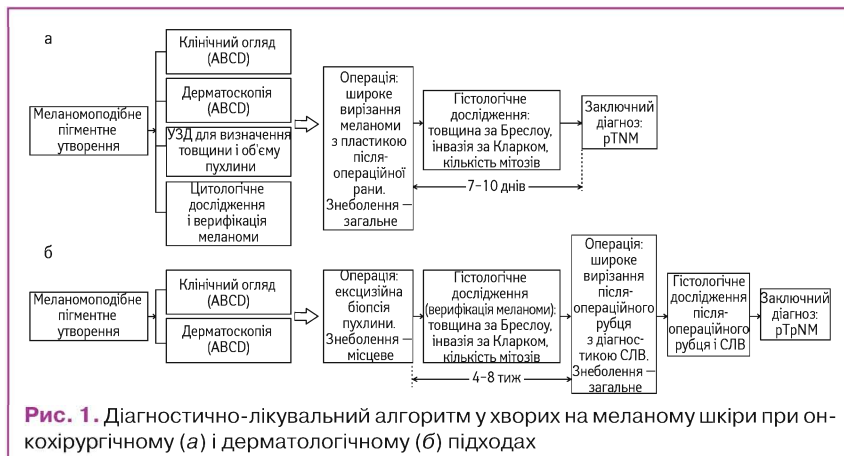 а
Меланомоподібне
пігментне
утворення
Клінічний огляд
(ABCD)
Дерматоскопія
(ABCD)
УЗД для визначення
товщини і об'єму
пухлини
Цитологічне
дослідження
і верифікація
меланоми
Операція:
широке
вирізання
меланоми
з пластикою
після-
операційної
рани.
Знеболення —
загальне
Гістологічне
дослідження:
товщина за Бреслоу,
інвазія за Кларком,
кількість мітозів
Заключний
діагноз:
pTNM
7–10 днів
б
Меланомоподібне
пігментне
утворення
Клінічний огляд
(ABCD)
Дерматоскопія
(ABCD)
Операція:
ексцизійна
біопсія
пухлини.
Знеболення —
місцеве
Гістологічне
дослідження
(верифікація меланоми):
товщина за Бреслоу,
інвазія за Кларком,
кількість мітозів
Операція:
широке
вирізання
після-
операційного
рубця
з діагнос-
тикою СЛВ.
Знеболення —
загальне
Гістологічне
дослідження
після-
операційного
рубця і СЛВ
Заключний
діагноз:
pTpNM
4–8 тиж
Рис. 1. Діагностично-лікувальний алгоритм у хворих на меланому шкіри при он-
кохірургічному (а) і дерматологічному (б) підходах